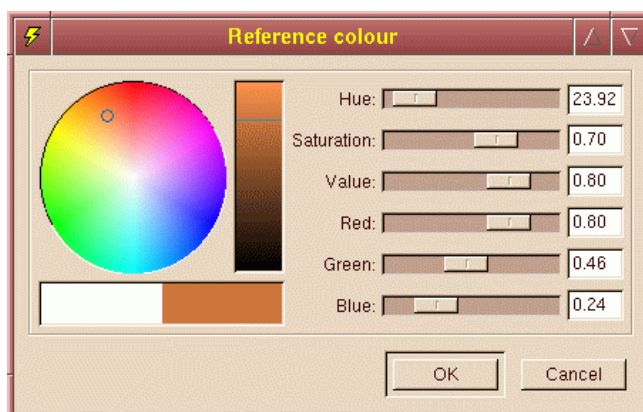 Reference colour
Hue: 23.92
Saturation: 0.70
Value: 0.80
Red: 0.80
Green: 0.46
Blue: 0.24
OK Cancel